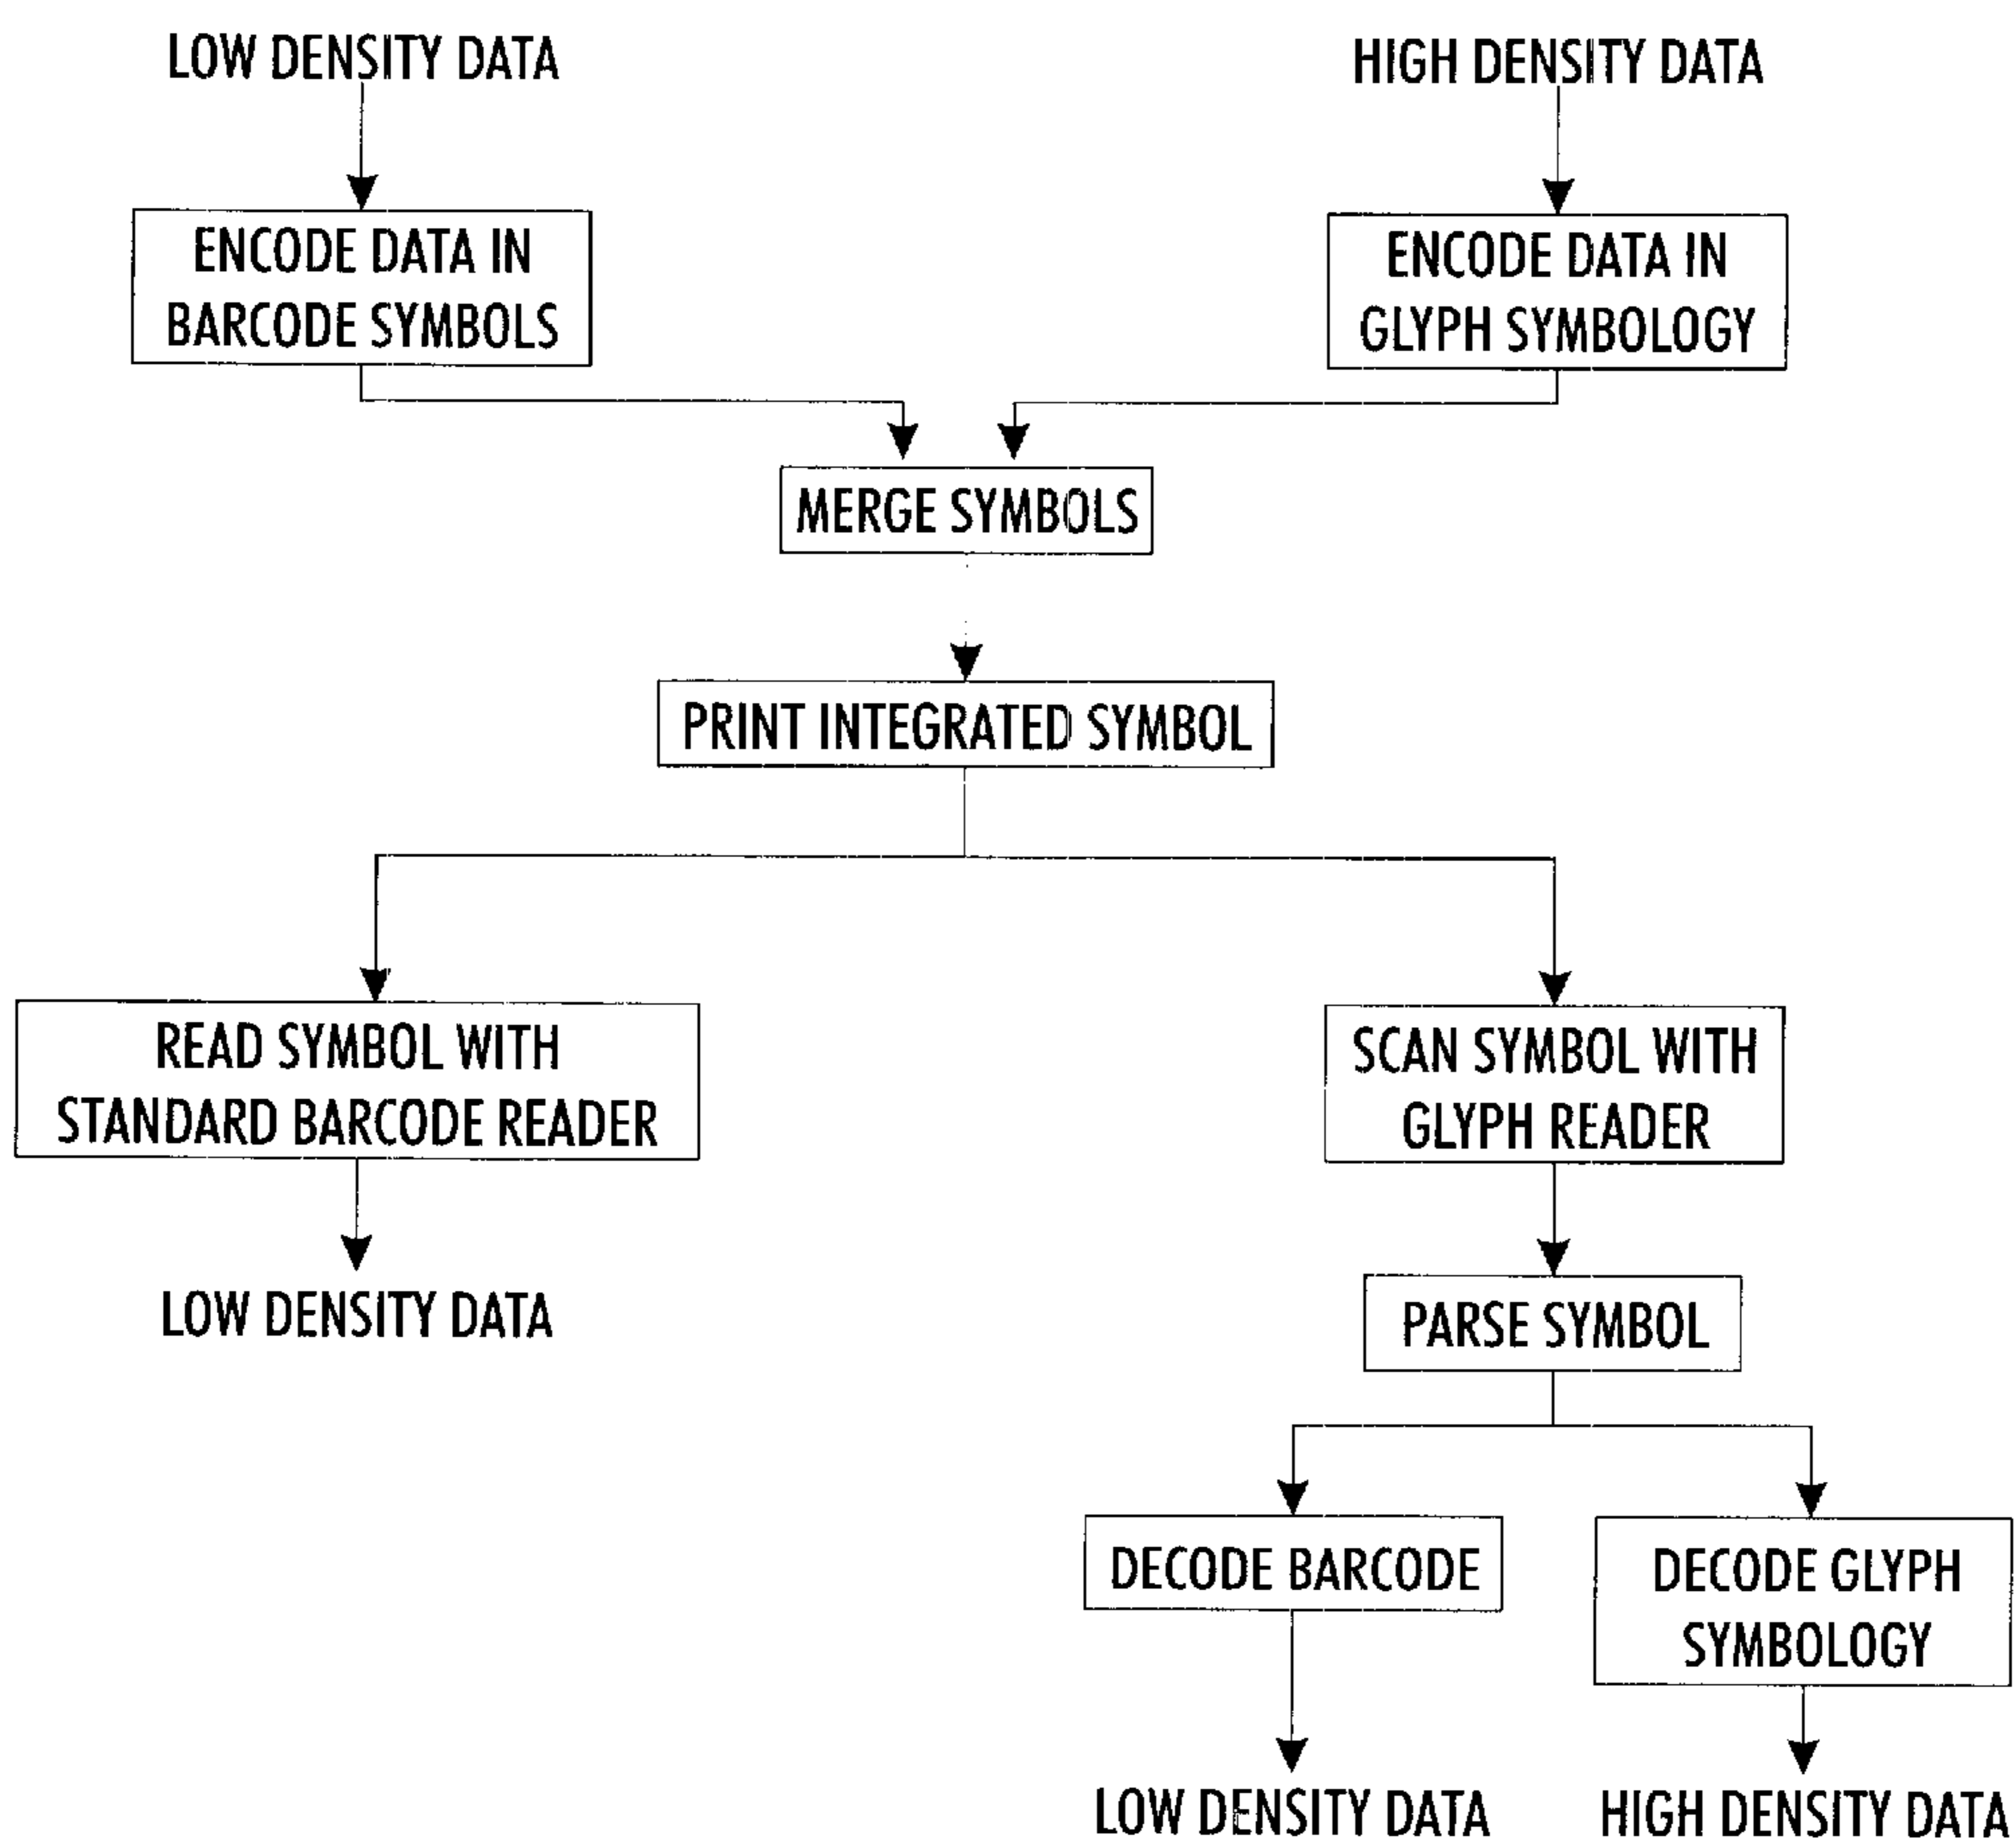 LOW DENSITY DATA
HIGH DENSITY DATA
ENCODE DATA IN
BARCODE SYMBOLS
ENCODE DATA IN
GLYPH SYMBOLOGY
MERGE SYMBOLS
PRINT INTEGRATED SYMBOL
READ SYMBOL WITH
STANDARD BARCODE READER
SCAN SYMBOL WITH
GLYPH READER
LOW DENSITY DATA
PARSE SYMBOL
DECODE BARCODE
DECODE GLYPH
SYMBOLOGY
LOW DENSITY DATA
HIGH DENSITY DATA